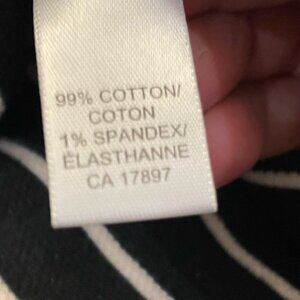 99% COTTON/
COTON
1% SPANDEX/
ÉLASTHANNE
CA 17897